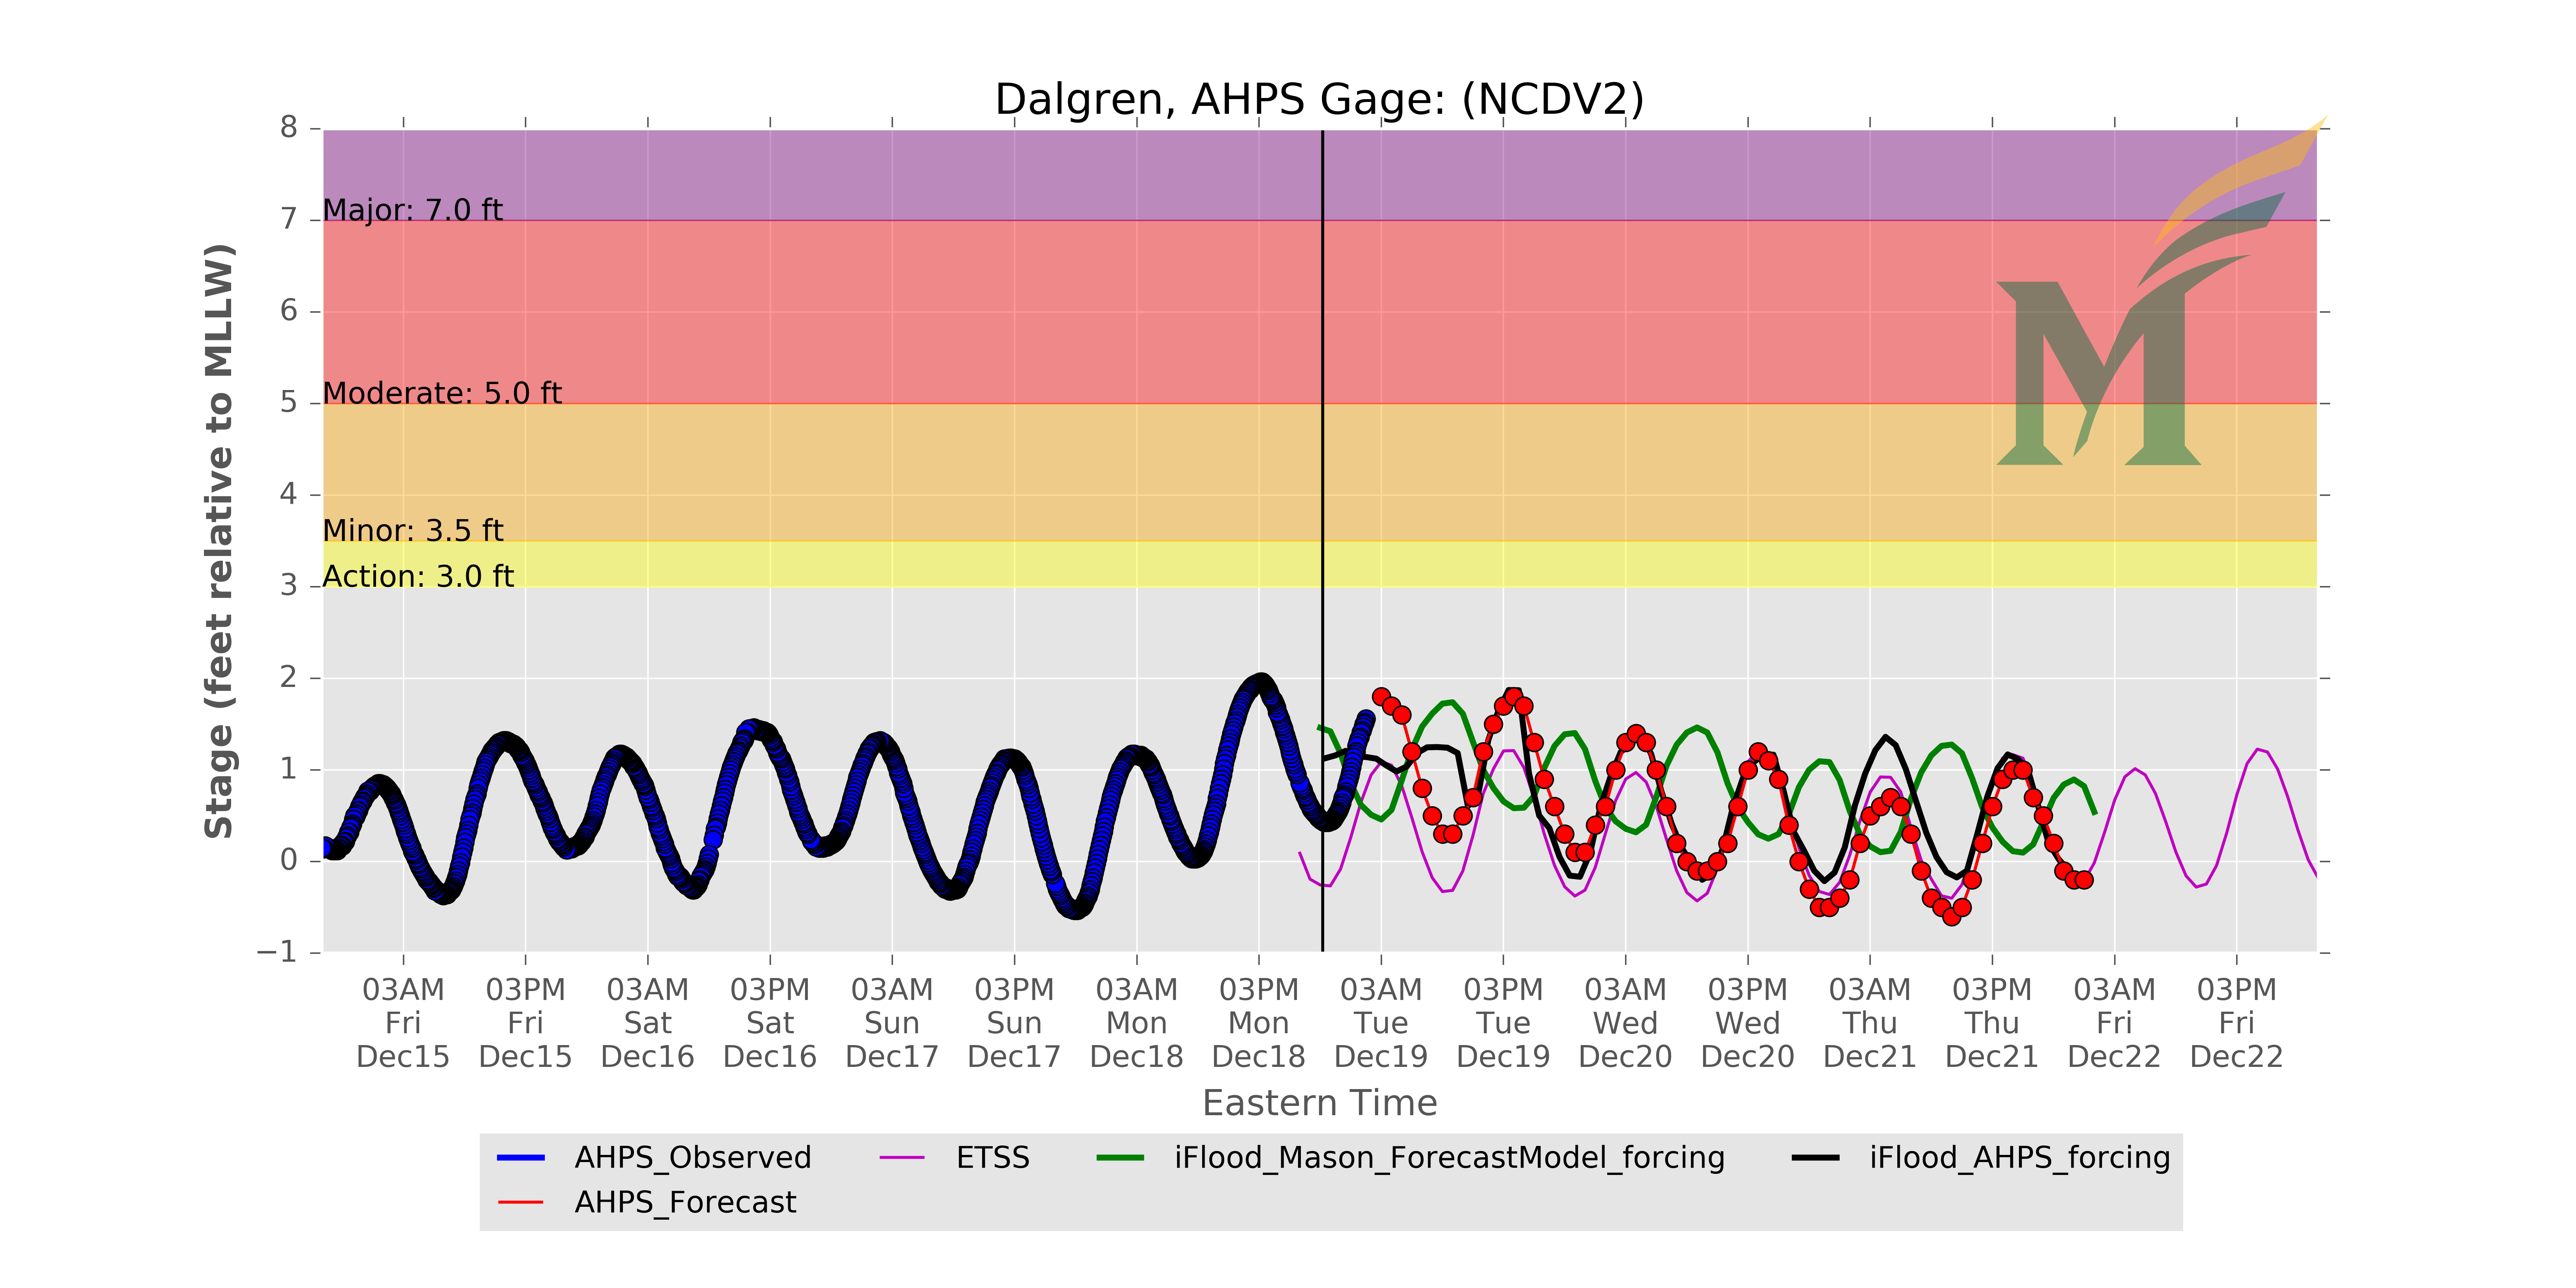 Dalgren, AHPS Gage: (NCDV2)
Stage (feet relative to MLLW)
8
7
6
5
4
3
2
1
0
−1
Major: 7.0 ft
Moderate: 5.0 ft
Minor: 3.5 ft
Action: 3.0 ft
M
03AM 03PM 03AM 03PM 03AM 03PM 03AM 03PM 03AM 03PM 03AM 03PM 03AM 03PM 03AM 03PM
Fri Fri Sat Sat Sun Sun Mon Mon Tue Tue Wed Wed Thu Thu Fri Fri
Dec15 Dec15 Dec16 Dec16 Dec17 Dec17 Dec18 Dec18 Dec19 Dec19 Dec20 Dec20 Dec21 Dec21 Dec22 Dec22
Eastern Time
AHPS_Observed ETSS iFlood_Mason_ForecastModel_forcing iFlood_AHPS_forcing
AHPS_Forecast